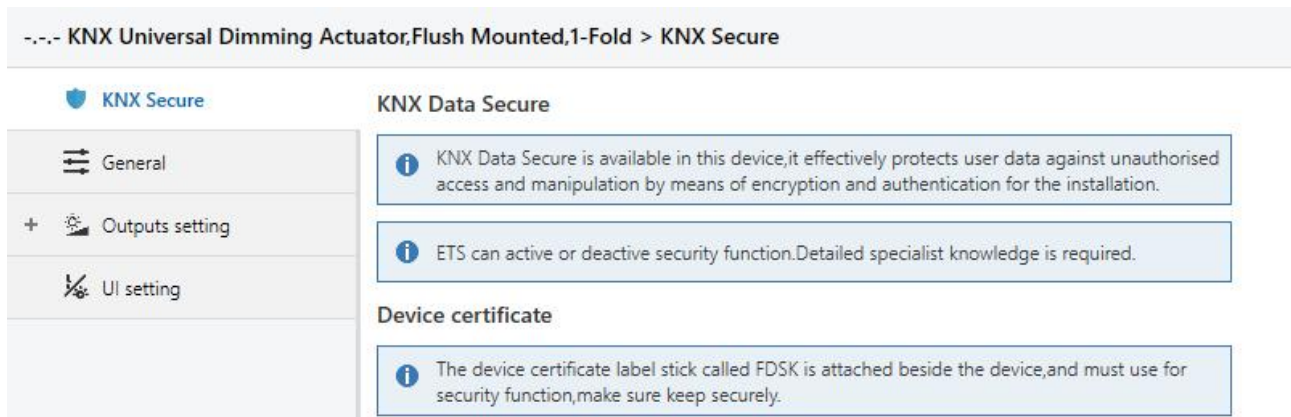 -.-.- KNX Universal Dimming Actuator,Flush Mounted,1-Fold > KNX Secure
KNX Secure
General
+ Outputs setting
UI setting
KNX Data Secure
KNX Data Secure is available in this device,it effectively protects user data against unauthorised
access and manipulation by means of encryption and authentication for the installation.
ETS can active or deactive security function.Detailed specialist knowledge is required.
Device certificate
The device certificate label stick called FDSK is attached beside the device,and must use for
security function,make sure keep securely.